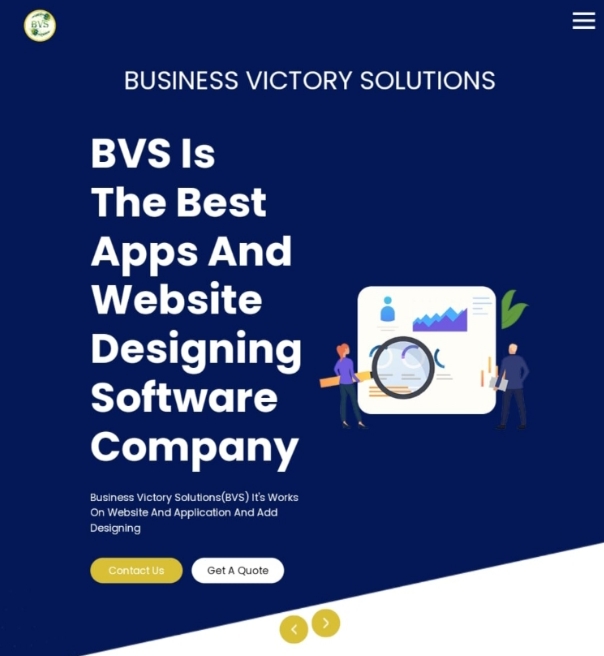 BVS
BUSINESS VICTORY SOLUTIONS
BVS Is
The Best
Apps And
Website
Designing
Software
Company
Business Victory Solutions(BVS) It's Works
On Website And Application And Add
Designing
Contact Us
Get A Quote